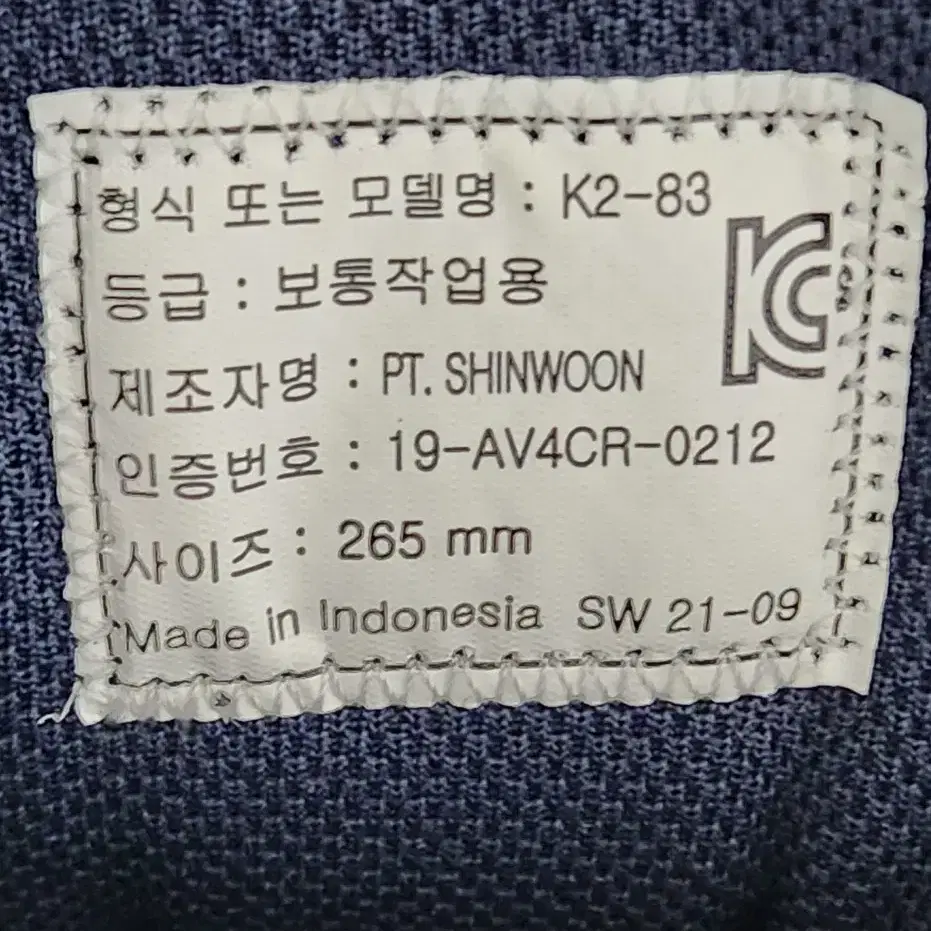 형식 또는 모델명 : K2-83
등급 : 보통작업용
제조자명 : PT. SHINWOON
인증번호 : 19-AV4CR-0212
사이즈 : 265 mm
Made in Indonesia SW 21-09